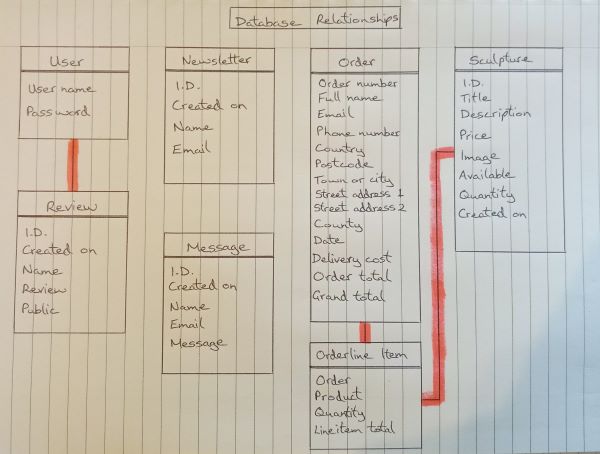 Database Relationships
User
User name
Password
Review
I.D.
Created on
Name
Review
Public
Newsletter
I.D.
Created on
Name
Email
Message
I.D.
Created on
Name
Email
Message
Order
Order number
Full name
Email
Phone number
Country
Postcode
Town or city
Street address 1
Street address 2
County
Date
Delivery cost
Order total
Grand total
Orderline Item
Order
Product
Quantity
Lineitem total
Sculpture
I.D.
Title
Description
Price
Image
Available
Quantity
Created on